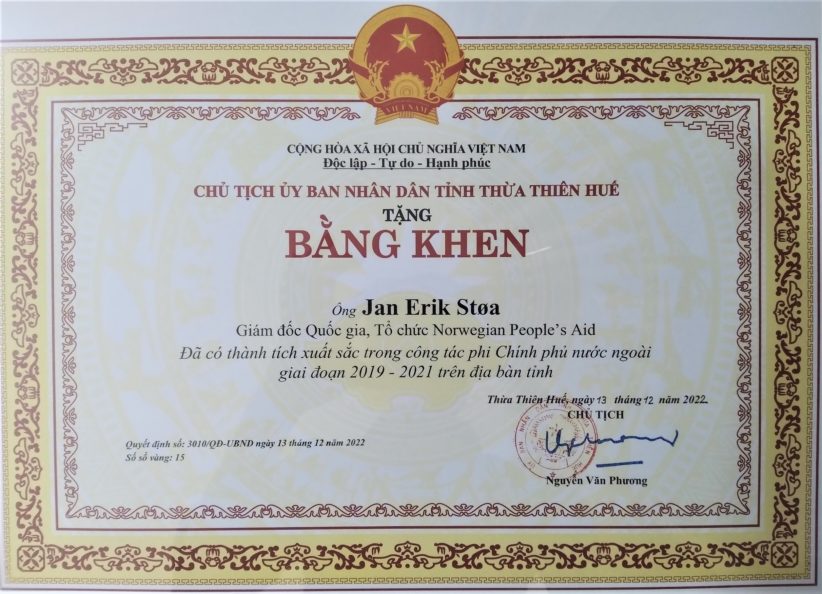 VIỆT NAM
CỘNG HÒA XÃ HỘI CHỦ NGHĨA VIỆT NAM
Độc lập - Tự do - Hạnh phúc
CHỦ TỊCH ỦY BAN NHÂN DÂN TỈNH THỪA THIÊN HUẾ
TẶNG
BẰNG KHEN
Ông Jan Erik Støa
Giám đốc Quốc gia, Tổ chức Norwegian People's Aid
Đã có thành tích xuất sắc trong công tác phi Chính phủ nước ngoài
giai đoạn 2019 - 2021 trên địa bàn tỉnh
Thừa Thiên Huế, ngày 13 tháng 12 năm 2022
CHỦ TỊCH
Quyết định số: 3010/QĐ-UBND ngày 13 tháng 12 năm 2022
Số sổ vàng: 15
Nguyễn Văn Phương